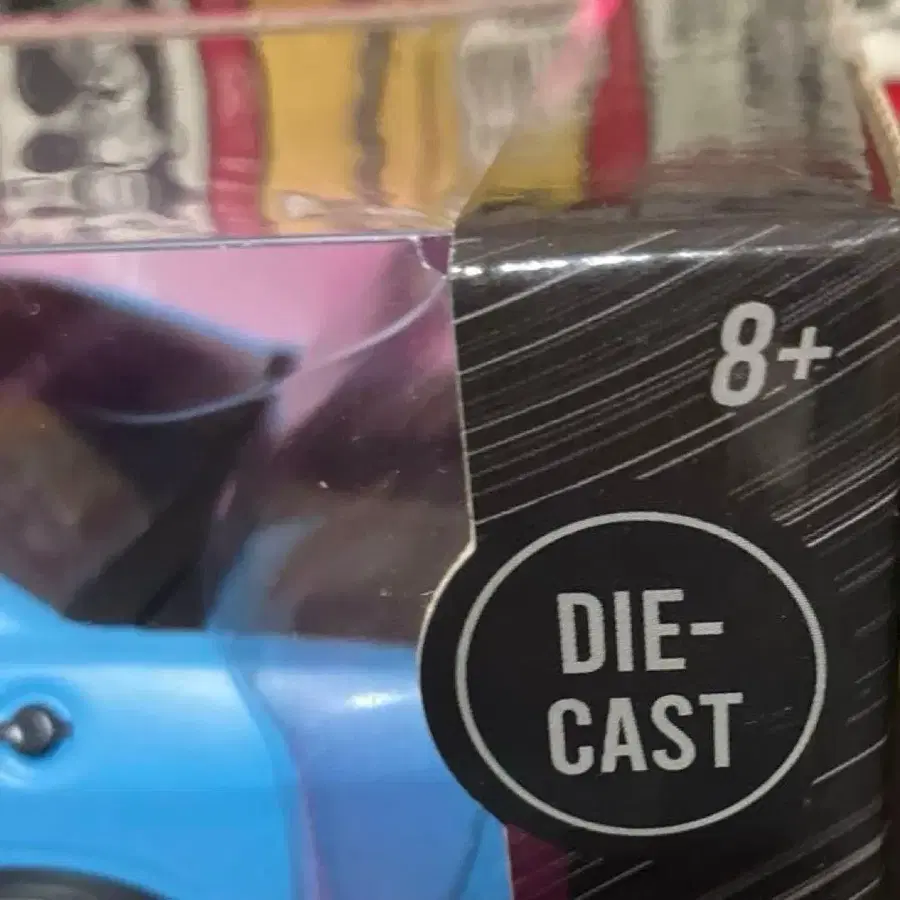 8+
DIE-
CAST